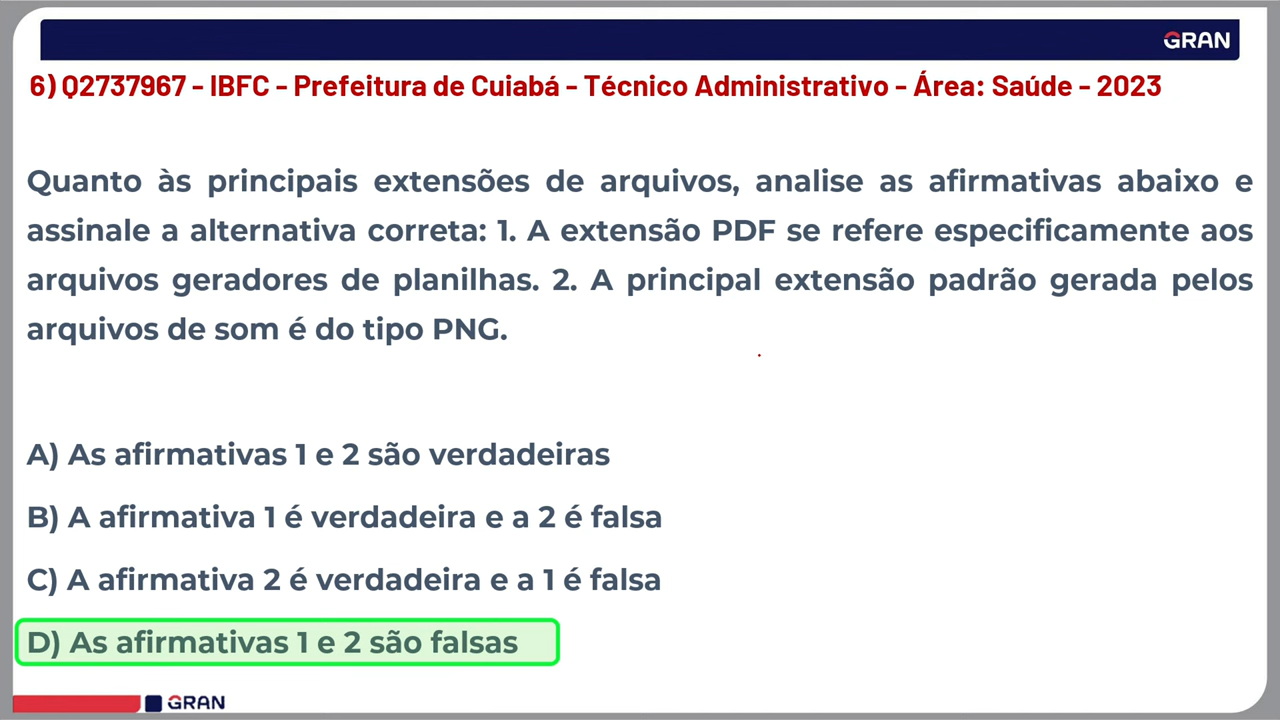 GRAN
6) Q2737967 - IBFC - Prefeitura de Cuiabá - Técnico Administrativo - Área: Saúde - 2023
Quanto às principais extensões de arquivos, analise as afirmativas abaixo e
assinale a alternativa correta: 1. A extensão PDF se refere especificamente aos
arquivos geradores de planilhas. 2. A principal extensão padrão gerada pelos
arquivos de som é do tipo PNG.
A) As afirmativas 1 e 2 são verdadeiras
B) A afirmativa 1 é verdadeira e a 2 é falsa
C) A afirmativa 2 é verdadeira e a 1 é falsa
D) As afirmativas 1 e 2 são falsas
GRAN